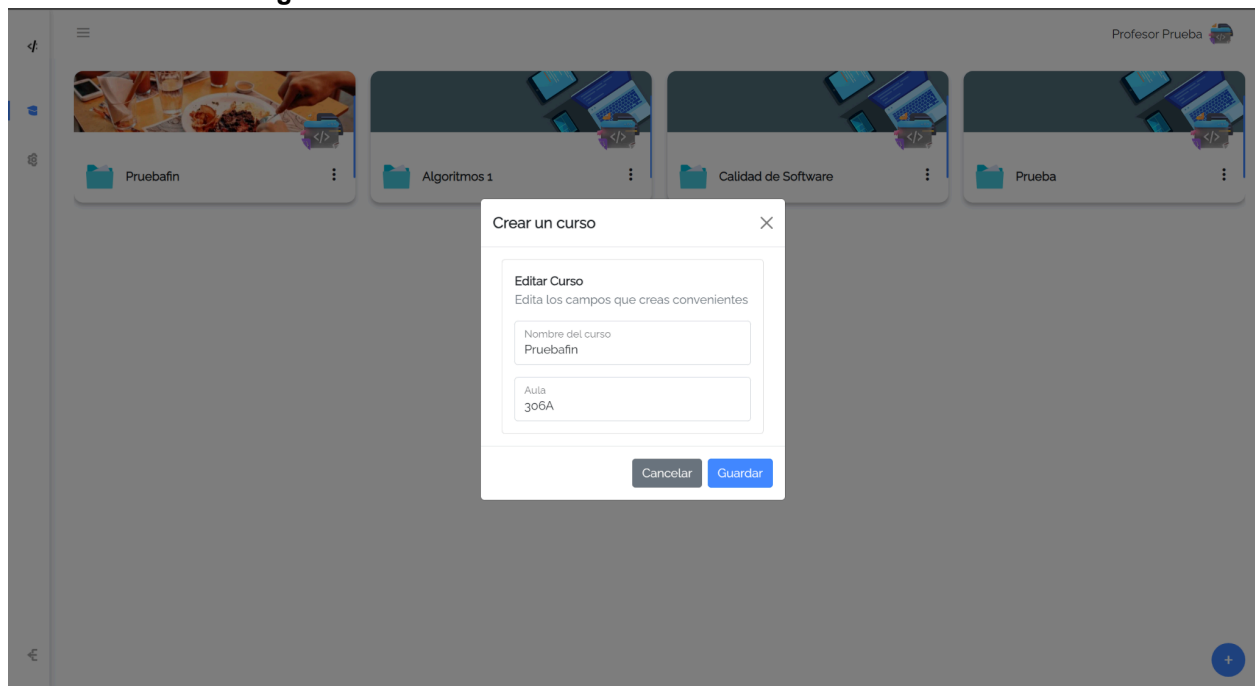 Profesor Prueba
Pruebafin
Algoritmos 1
Calidad de Software
Prueba
Crear un curso
Editar Curso
Edita los campos que creas convenientes
Nombre del curso
Pruebafin
Aula
306A
Cancelar
Guardar